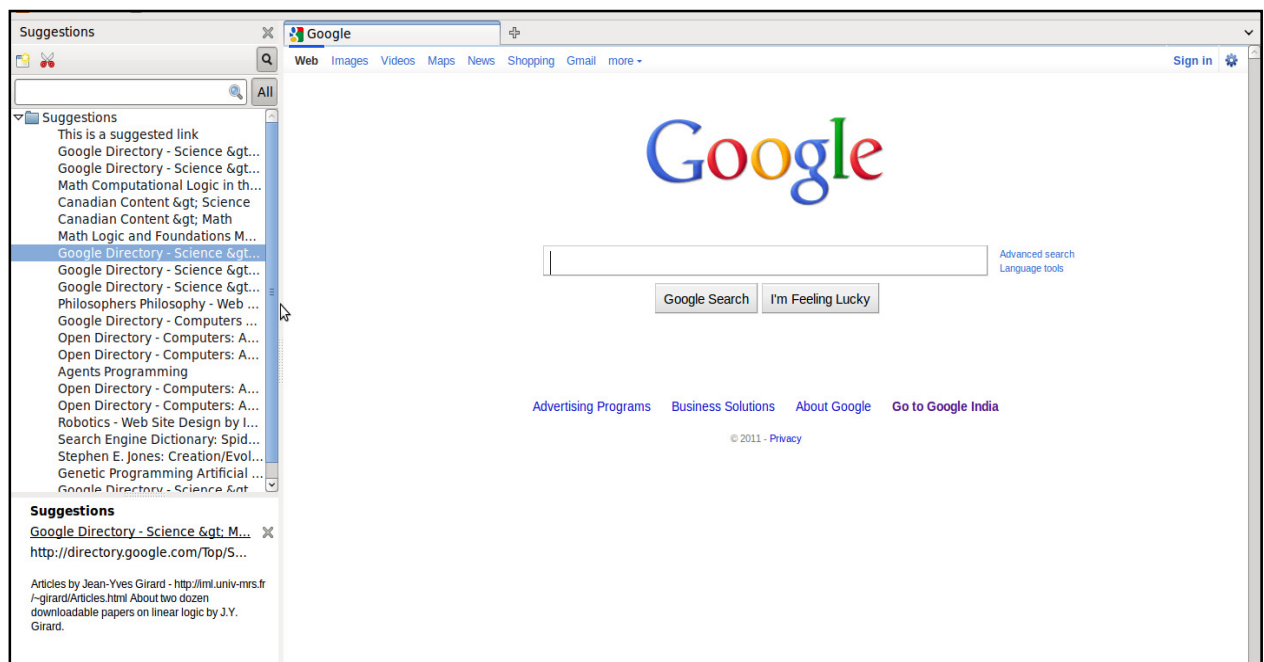 Suggestions
Google
Web Images Videos Maps News Shopping Gmail more
Sign in
All
Suggestions
This is a suggested link
Google Directory - Science &gt...
Google Directory - Science &gt...
Math Computational Logic in th...
Canadian Content &gt; Science
Canadian Content &gt; Math
Math Logic and Foundations M...
Google Directory - Science &gt...
Google Directory - Science &gt...
Google Directory - Science &gt...
Philosophers Philosophy - Web ...
Google Directory - Computers ...
Open Directory - Computers: A...
Open Directory - Computers: A...
Agents Programming
Open Directory - Computers: A...
Open Directory - Computers: A...
Robotics - Web Site Design by I...
Search Engine Dictionary: Spid...
Stephen E. Jones: Creation/Evol...
Genetic Programming Artificial ...
Google Directory - Science &gt
Suggestions
Google Directory - Science &gt; M...
http://directory.google.com/Top/S...
Articles by Jean-Yves Girard - http://iml.univ-mrs.fr
/~girard/Articles.html About two dozen
downloadable papers on linear logic by J.Y.
Girard.
Google
Advanced search
Language tools
Google Search I'm Feeling Lucky
Advertising Programs Business Solutions About Google Go to Google India
© 2011 - Privacy